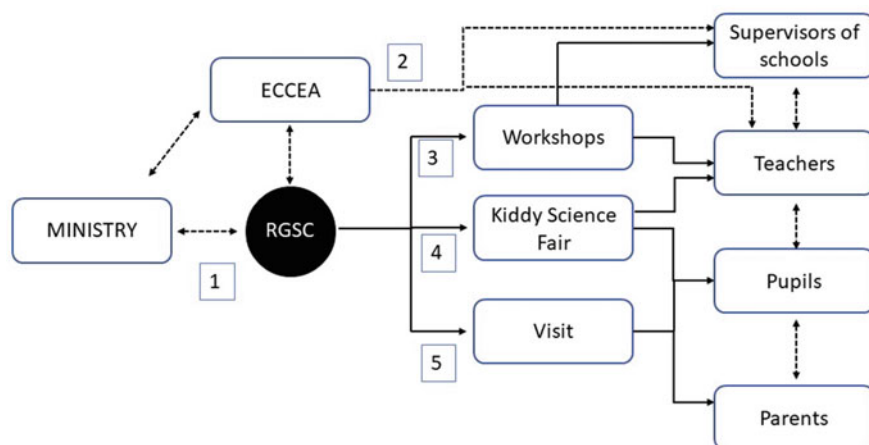 Supervisors of
schools
2
ECCEA
Workshops
3
Teachers
MINISTRY
RGSC
Kiddy Science
Fair
4
1
Pupils
Visit
5
Parents